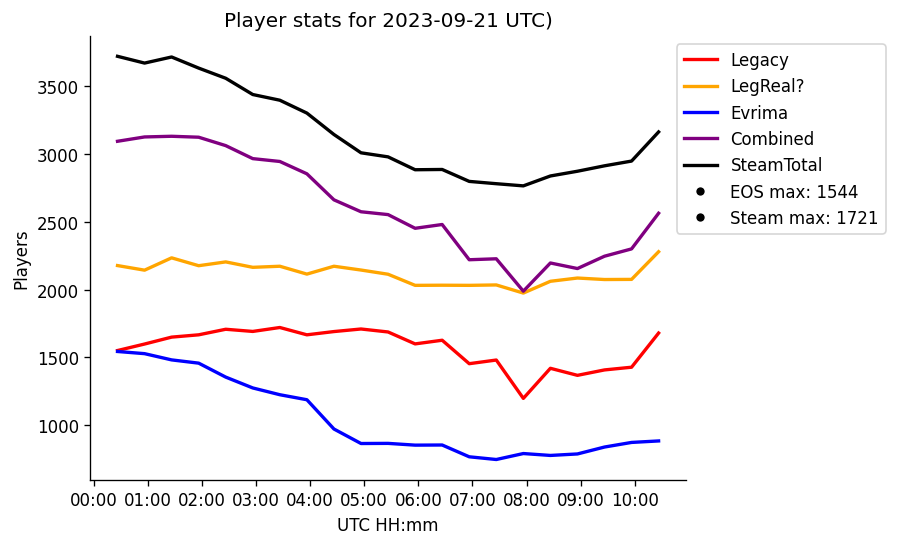 Player stats for 2023-09-21 UTC)
Players
3500
3000
2500
2000
1500
1000
00:00 01:00 02:00 03:00 04:00 05:00 06:00 07:00 08:00 09:00 10:00
UTC HH:mm
Legacy
LegReal?
Evrima
Combined
SteamTotal
EOS max: 1544
Steam max: 1721